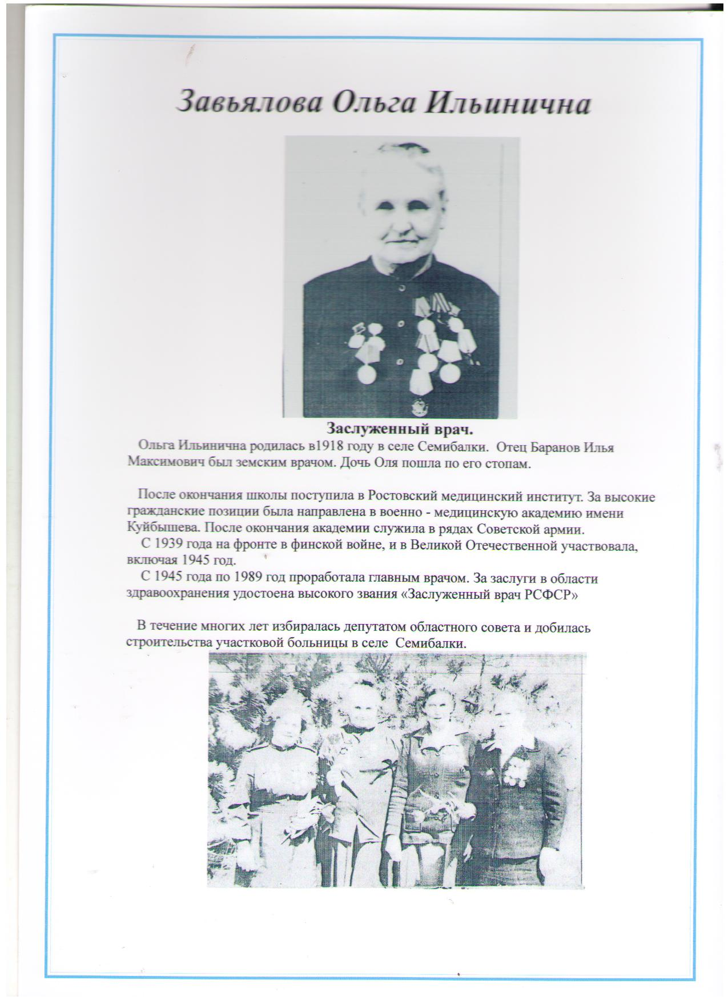 Завьялова Ольга Ильинична
Заслуженный врач.
Ольга Ильинична родилась в1918 году в селе Семибалки. Отец Баранов Илья
Максимович был земским врачом. Дочь Оля пошла по его стопам.
После окончания школы поступила в Ростовский медицинский институт. За высокие
гражданские позиции была направлена в военно - медицинскую академию имени
Куйбышева. После окончания академии служила в рядах Советской армии.
С 1939 года на фронте в финской войне, и в Великой Отечественной участвовала,
включая 1945 год.
С 1945 года по 1989 год проработала главным врачом. За заслуги в области
здравоохранения удостоена высокого звания «Заслуженный врач РСФСР»
В течение многих лет избиралась депутатом областного совета и добилась
строительства участковой больницы в селе Семибалки.